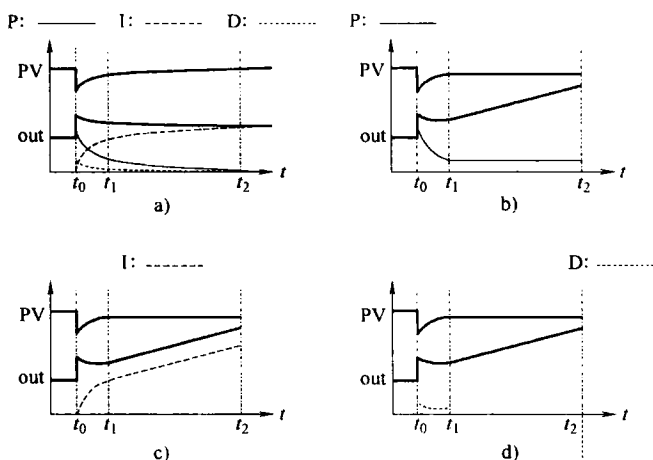 P: I: D: P:
PV PV
out out
t₀ t₁ t₂ t t₀ t₁ t₂ t
a) b)
I: D:
PV PV
out out
t₀ t₁ t₂ t t₀ t₁ t₂ t
c) d)